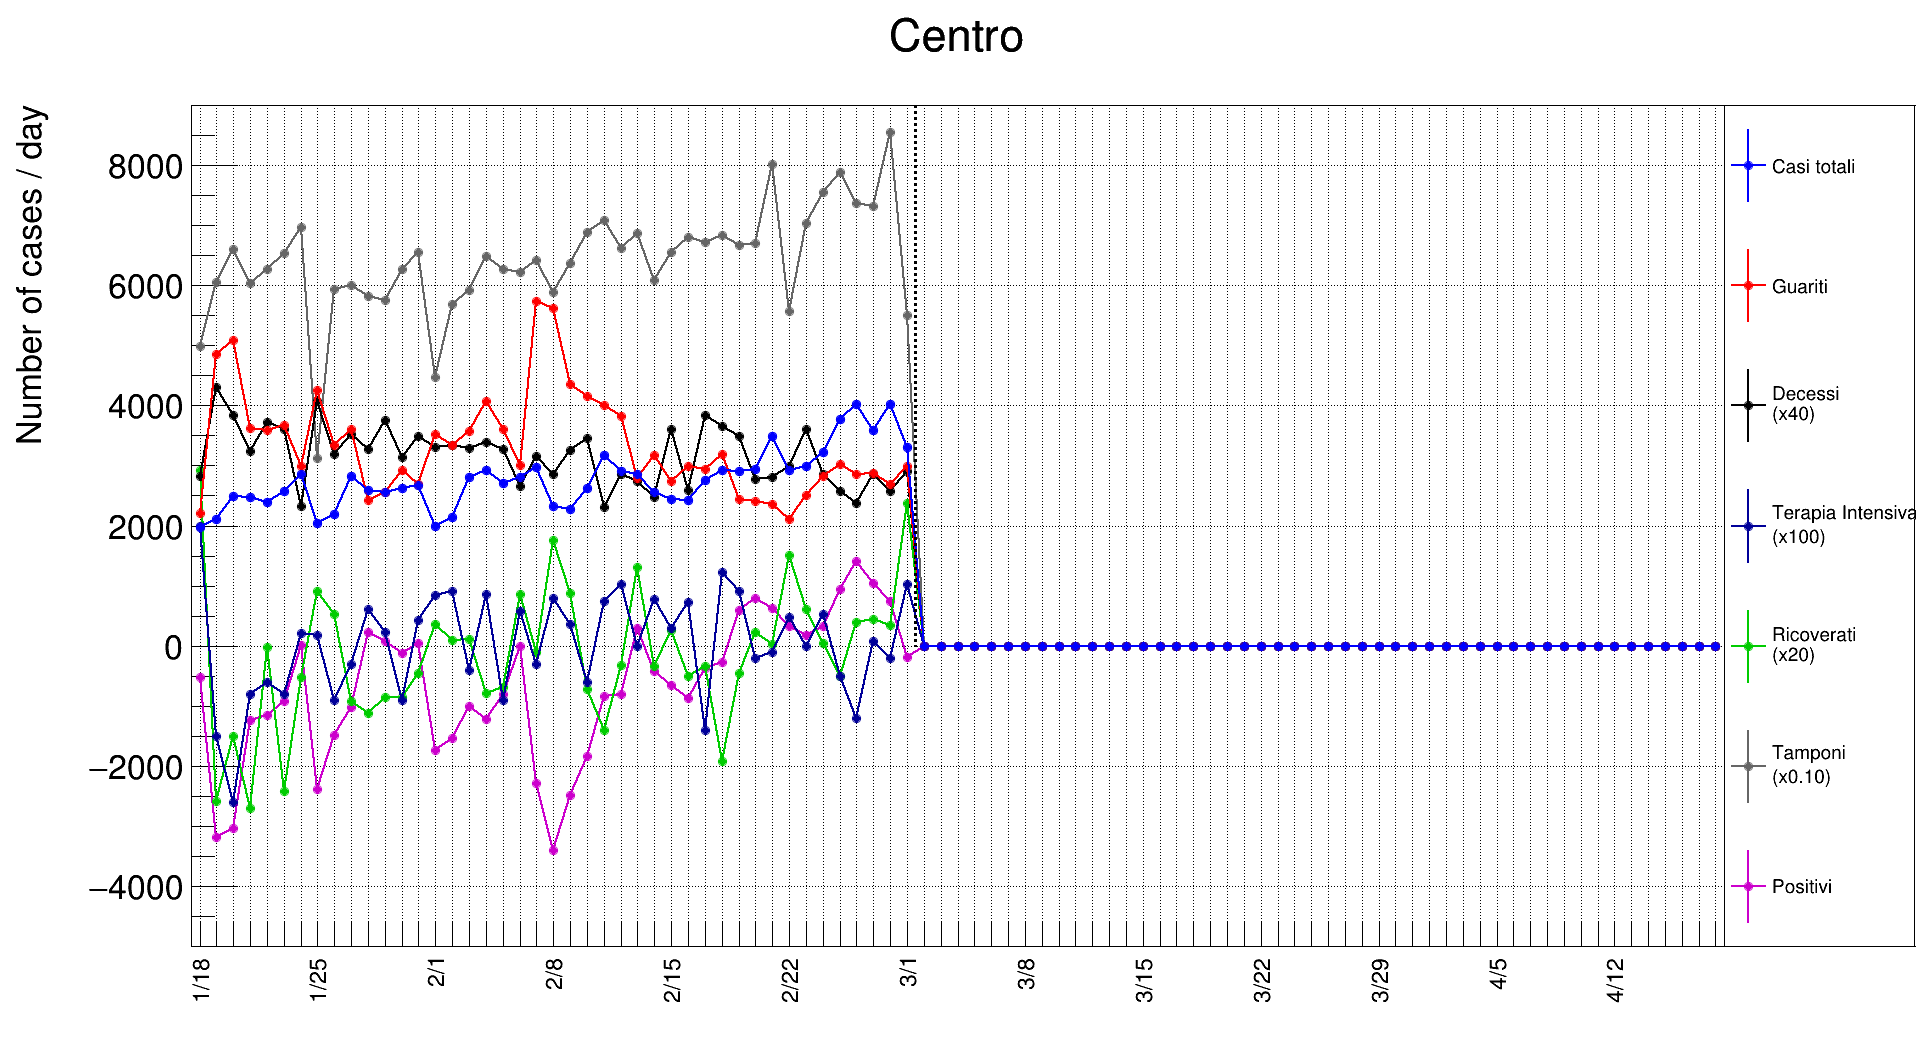 Centro
Number of cases / day
8000
6000
4000
2000
0
−2000
−4000
1/18
1/25
2/1
2/8
2/15
2/22
3/1
3/8
3/15
3/22
3/29
4/5
4/12
Casi totali
Guariti
Decessi
(x40)
Terapia Intensiva
(x100)
Ricoverati
(x20)
Tamponi
(x0.10)
Positivi